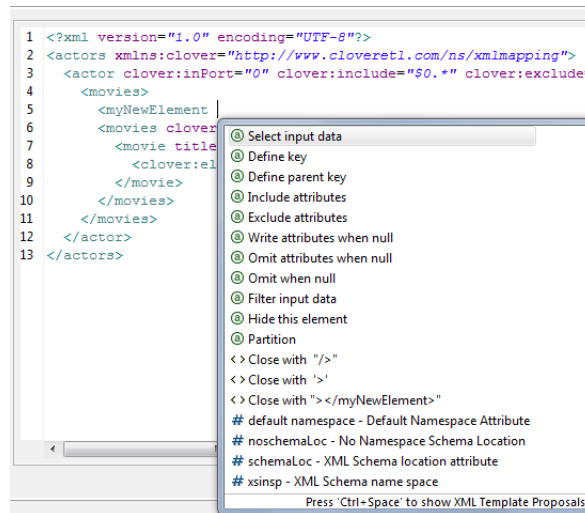 1 <?xml version="1.0" encoding="UTF-8"?>
2 <actors xmlns:clover="http://www.cloveretl.com/ns/xmlmapping">
3 <actor clover:inPort="0" clover:include="$0.*" clover:exclude
4 <movies>
5 <myNewElement
6 <movies clover
7 <movie title
8 <clover:el
9 </movie>
10 </movies>
11 </movies>
12 </actor>
13 </actors>
Select input data
Define key
Define parent key
Include attributes
Exclude attributes
Write attributes when null
Omit attributes when null
Omit when null
Filter input data
Hide this element
Partition
<> Close with "/>"
<> Close with '>'
<> Close with "></myNewElement>"
# default namespace - Default Namespace Attribute
# noschemaLoc - No Namespace Schema Location
# schemaLoc - XML Schema location attribute
# xsinsp - XML Schema name space
Press 'Ctrl+Space' to show XML Template Proposals